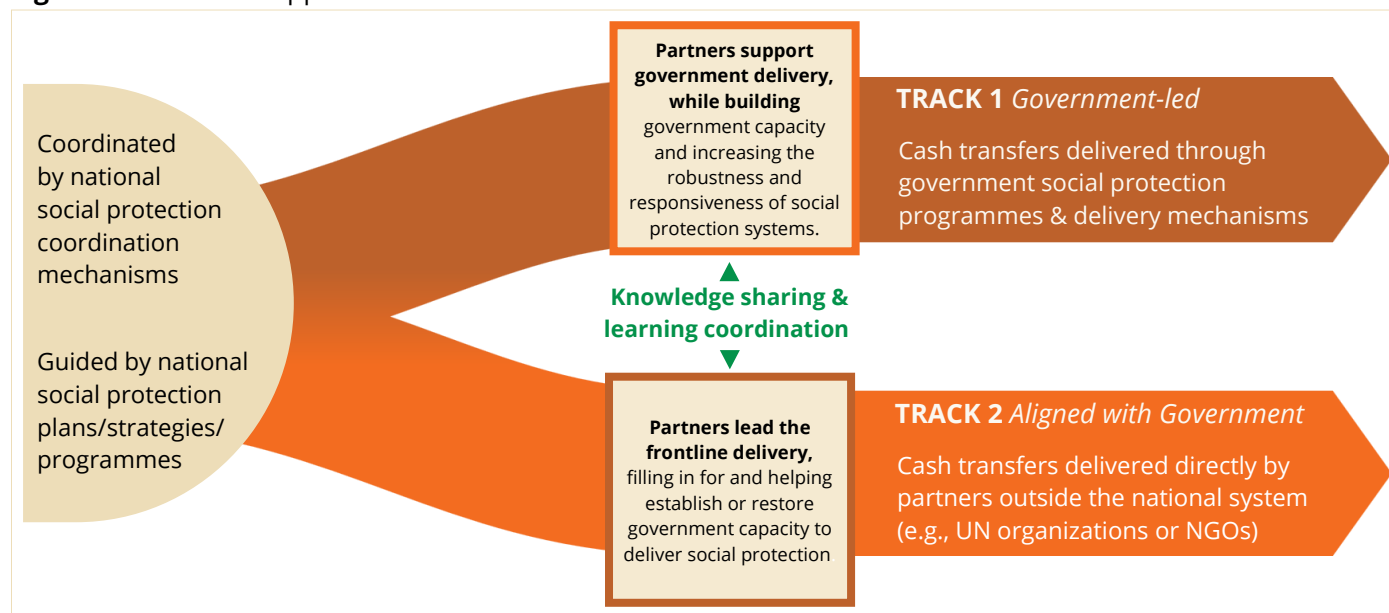 Coordinated
by national
social protection
coordination
mechanisms
Guided by national
social protection
plans/strategies/
programmes
Partners support
government delivery,
while building
government capacity
and increasing the
robustness and
responsiveness of social
protection systems.
Knowledge sharing &
learning coordination
Partners lead the
frontline delivery,
filling in for and helping
establish or restore
government capacity to
deliver social protection
TRACK 1 Government-led
Cash transfers delivered through
government social protection
programmes & delivery mechanisms
TRACK 2 Aligned with Government
Cash transfers delivered directly by
partners outside the national system
(e.g., UN organizations or NGOs)